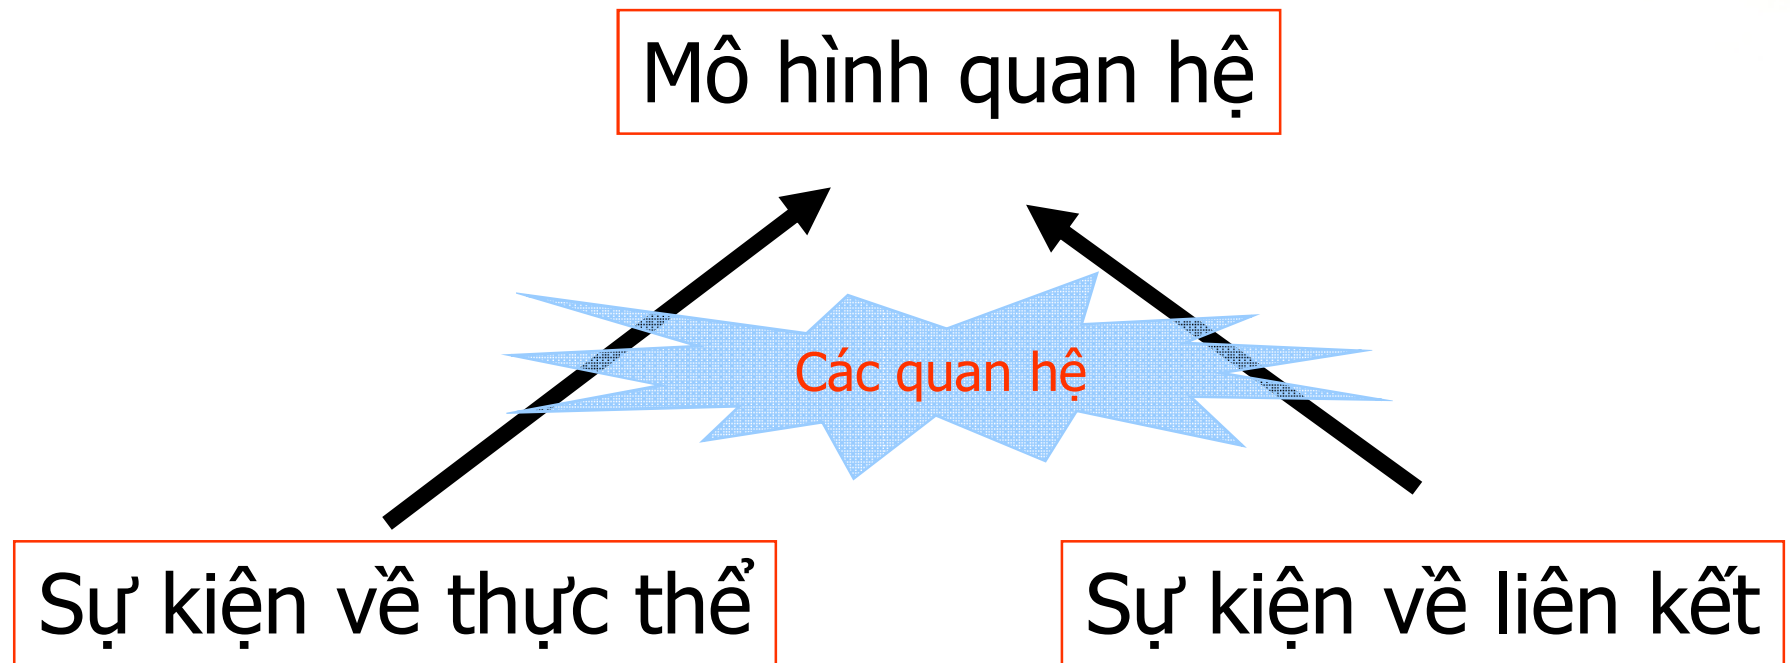 Mô hình quan hệ
Các quan hệ
Sự kiện về thực thể
Sự kiện về liên kết